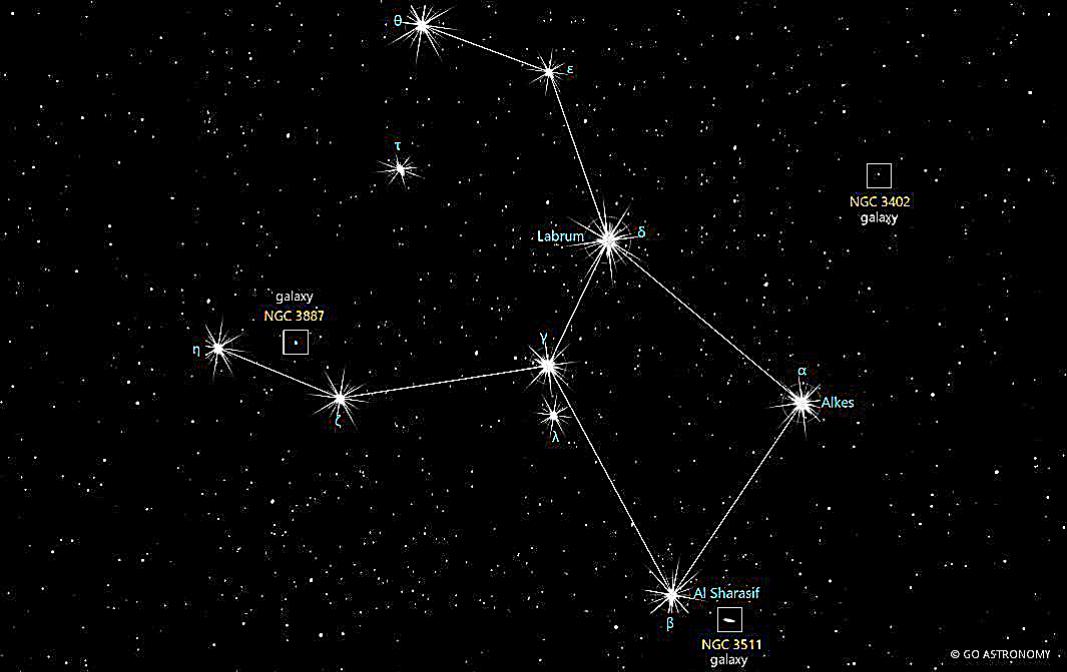 θ
ε
τ
NGC 3402
galaxy
Labrum
δ
galaxy
NGC 3887
γ
η
α
Alkes
ζ
λ
Al Sharasif
β
NGC 3511
galaxy
© GO ASTRONOMY